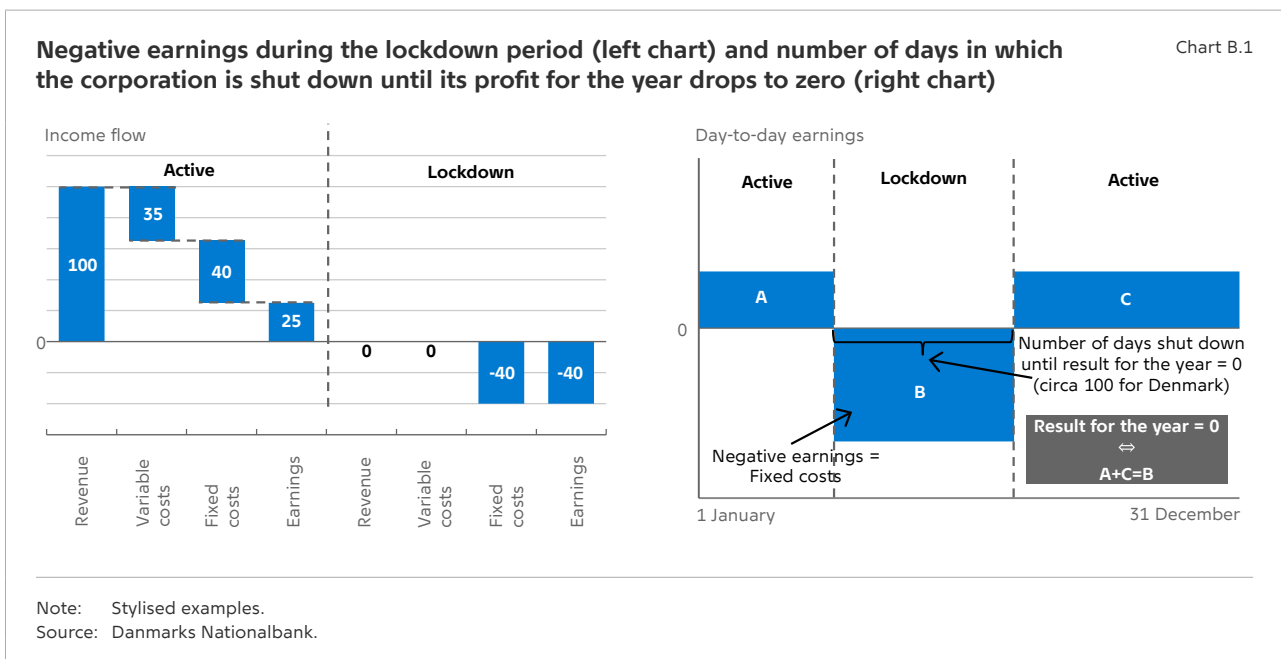 Negative earnings during the lockdown period (left chart) and number of days in which
the corporation is shut down until its profit for the year drops to zero (right chart)
Chart B.1
Income flow
Active
Lockdown
100
35
40
25
0
0
0
-40
-40
Revenue
Variable
costs
Fixed
costs
Earnings
Revenue
Variable
costs
Fixed
costs
Earnings
Day-to-day earnings
Active
Lockdown
Active
A
C
0
B
Number of days shut down
until result for the year = 0
(circa 100 for Denmark)
Negative earnings =
Fixed costs
Result for the year = 0
⇔
A+C=B
1 January
31 December
Note: Stylised examples.
Source: Danmarks Nationalbank.